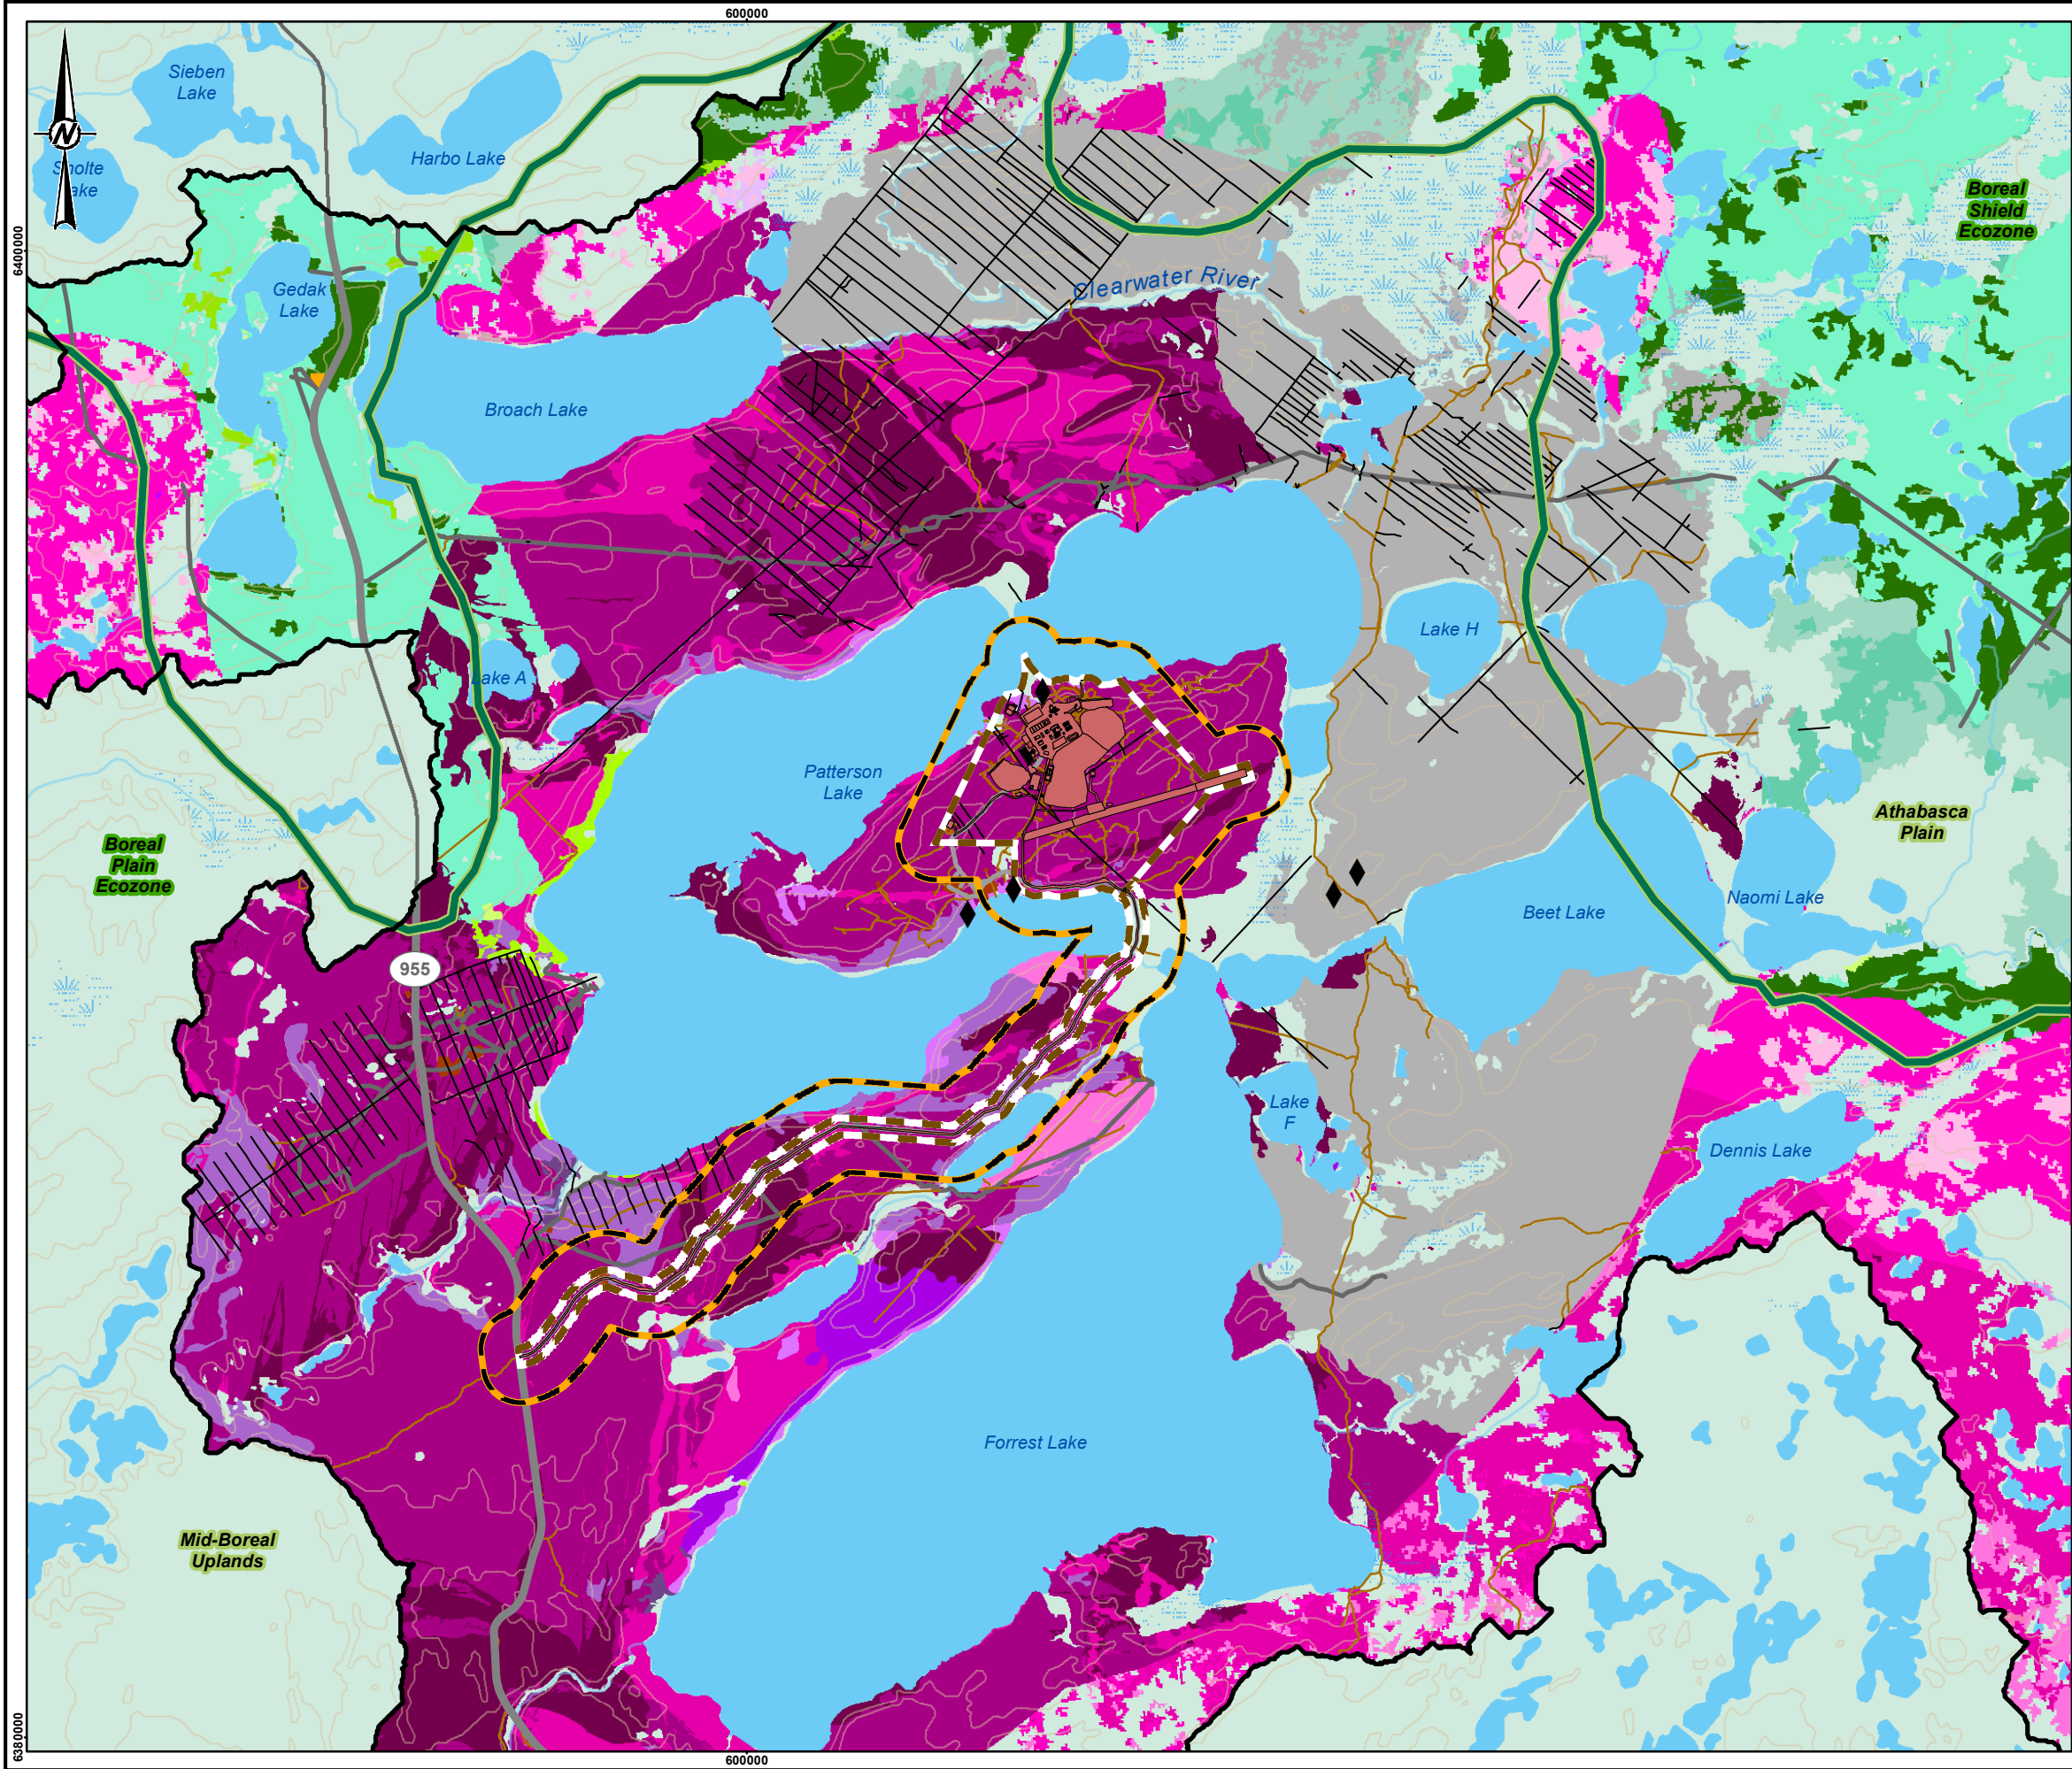 600000
Sieben
Lake
Harbo Lake
N
Sholte
Lake
Boreal
Shield
Ecozone
6400000
Gedak
Lake
Clearwater River
Broach Lake
Lake H
Lake A
Patterson
Lake
Athabasca
Plain
Boreal
Plain
Ecozone
Naomi Lake
Beet Lake
955
Lake
F
Dennis Lake
Forrest Lake
Mid-Boreal
Uplands
6380000
600000